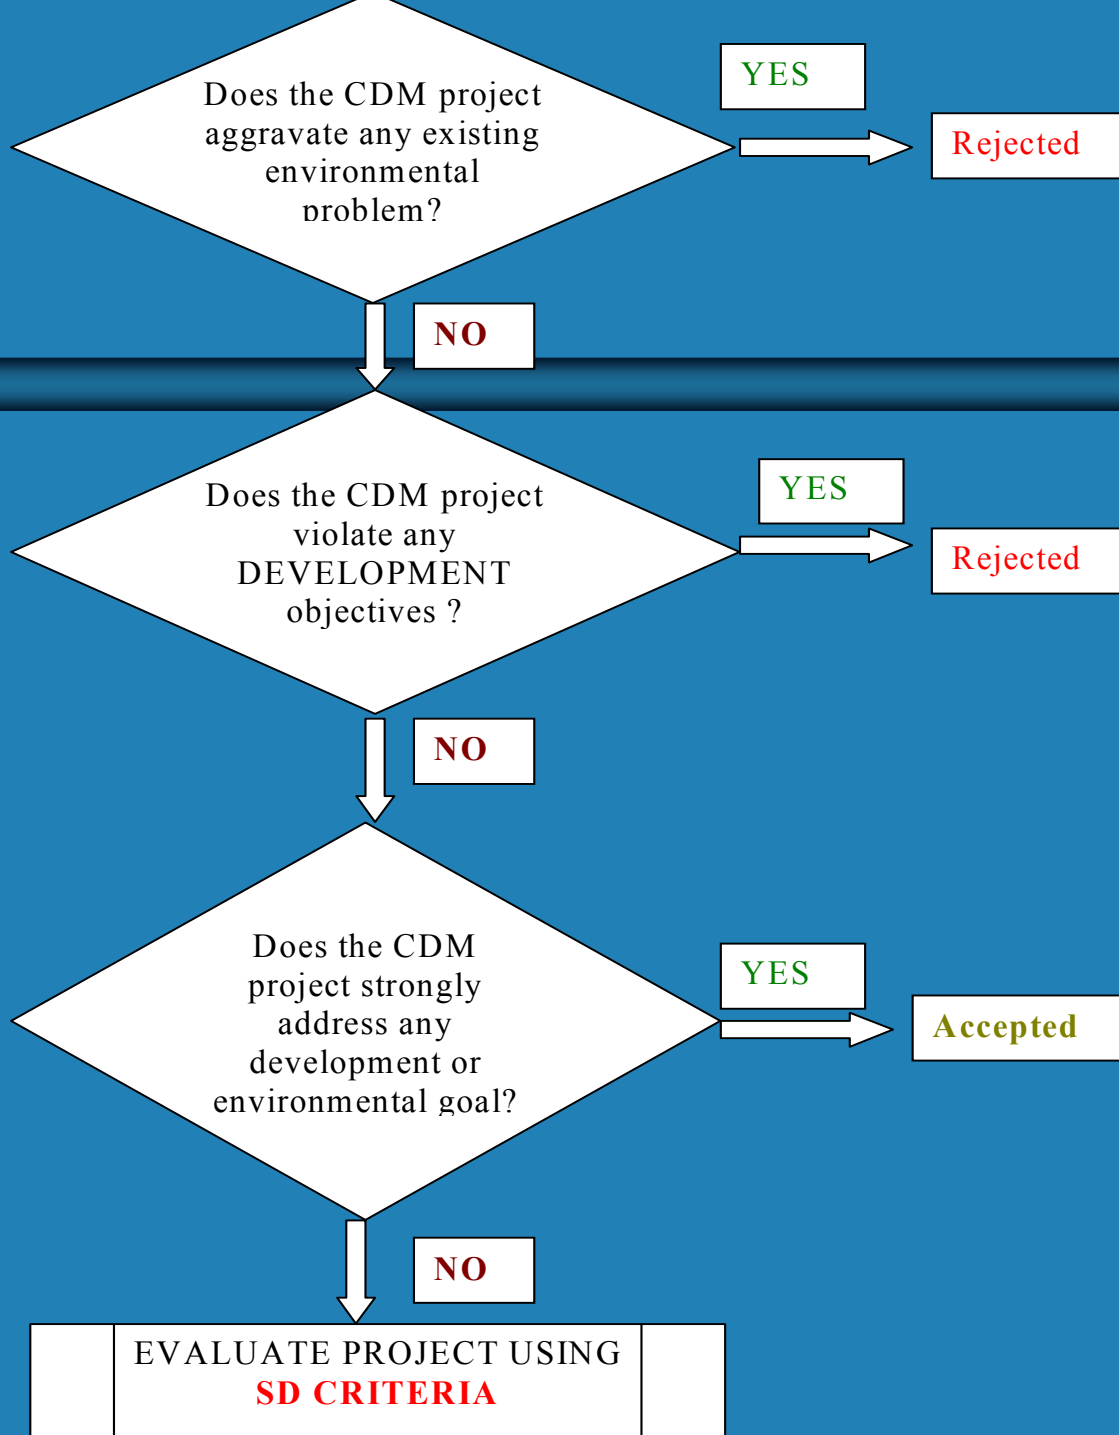 Does the CDM project
aggravate any existing
environmental
problem?
YES
Rejected
NO
Does the CDM project
violate any
DEVELOPMENT
objectives ?
YES
Rejected
NO
Does the CDM
project strongly
address any
development or
environmental goal?
YES
Accepted
NO
EVALUATE PROJECT USING
SD CRITERIA